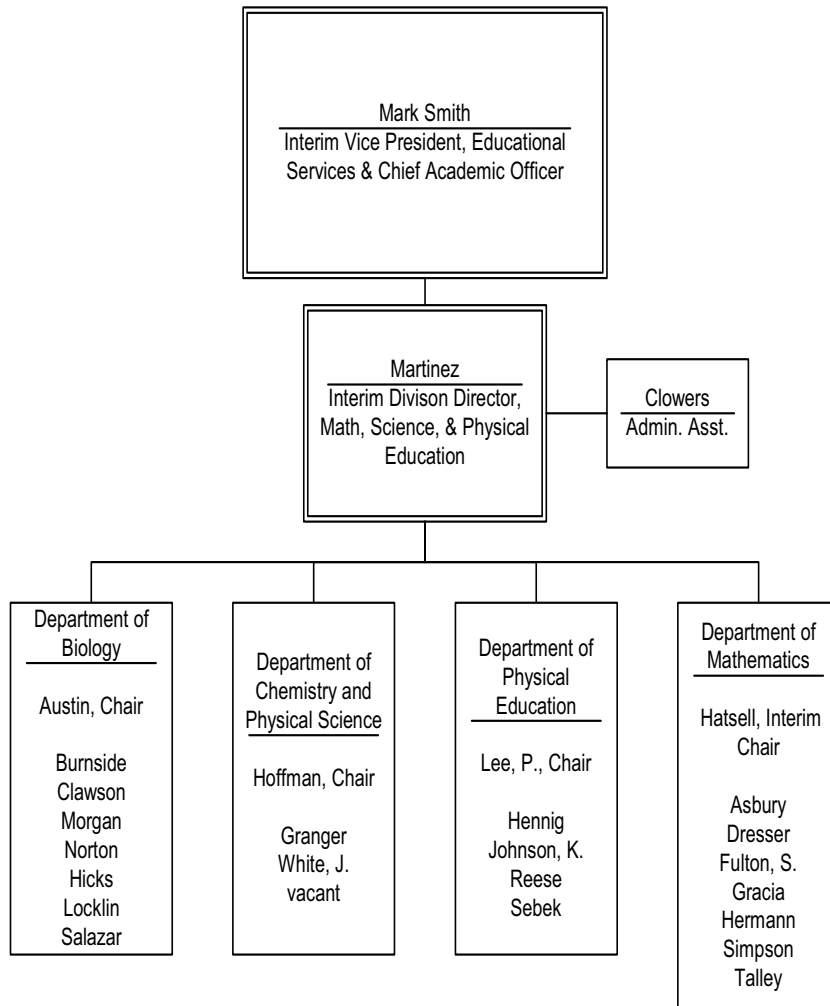 Mark Smith
Interim Vice President, Educational
Services & Chief Academic Officer
Martinez
Interim Divison Director,
Math, Science, & Physical
Education
Clowers
Admin. Asst.
Department of
Biology
Austin, Chair
Burnside
Clawson
Morgan
Norton
Hicks
Locklin
Salazar
Department of
Chemistry and
Physical Science
Hoffman, Chair
Granger
White, J.
vacant
Department of
Physical
Education
Lee, P., Chair
Hennig
Johnson, K.
Reese
Sebek
Department of
Mathematics
Hatsell, Interim
Chair
Asbury
Dresser
Fulton, S.
Gracia
Hermann
Simpson
Talley